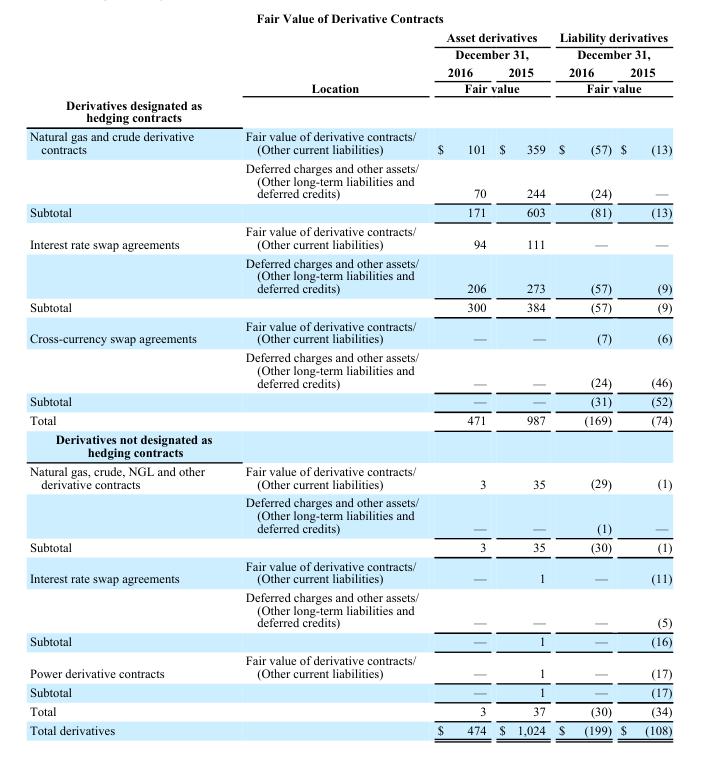 Fair Value of Derivative Contracts
Asset derivatives Liability derivatives
December 31, December 31,
2016 2015 2016 2015
Location Fair value Fair value
Derivatives designated as
hedging contracts
Natural gas and crude derivative
contracts
Fair value of derivative contracts/
(Other current liabilities) $ 101 $ 359 $ (57) $ (13)
Deferred charges and other assets/
(Other long-term liabilities and
deferred credits) 70 244 (24) —
Subtotal 171 603 (81) (13)
Fair value of derivative contracts/
Interest rate swap agreements (Other current liabilities) 94 111 — —
Deferred charges and other assets/
(Other long-term liabilities and
deferred credits) 206 273 (57) (9)
Subtotal 300 384 (57) (9)
Fair value of derivative contracts/
Cross-currency swap agreements (Other current liabilities) — — (7) (6)
Deferred charges and other assets/
(Other long-term liabilities and
deferred credits) — — (24) (46)
Subtotal — — (31) (52)
Total 471 987 (169) (74)
Derivatives not designated as
hedging contracts
Natural gas, crude, NGL and other
derivative contracts
Fair value of derivative contracts/
(Other current liabilities) 3 35 (29) (1)
Deferred charges and other assets/
(Other long-term liabilities and
deferred credits) — — (1) —
Subtotal 3 35 (30) (1)
Fair value of derivative contracts/
Interest rate swap agreements (Other current liabilities) — 1 — (11)
Deferred charges and other assets/
(Other long-term liabilities and
deferred credits) — — — (5)
Subtotal — 1 — (16)
Fair value of derivative contracts/
Power derivative contracts (Other current liabilities) — 1 — (17)
Subtotal — 1 — (17)
Total 3 37 (30) (34)
Total derivatives $ 474 $ 1,024 $ (199) $ (108)